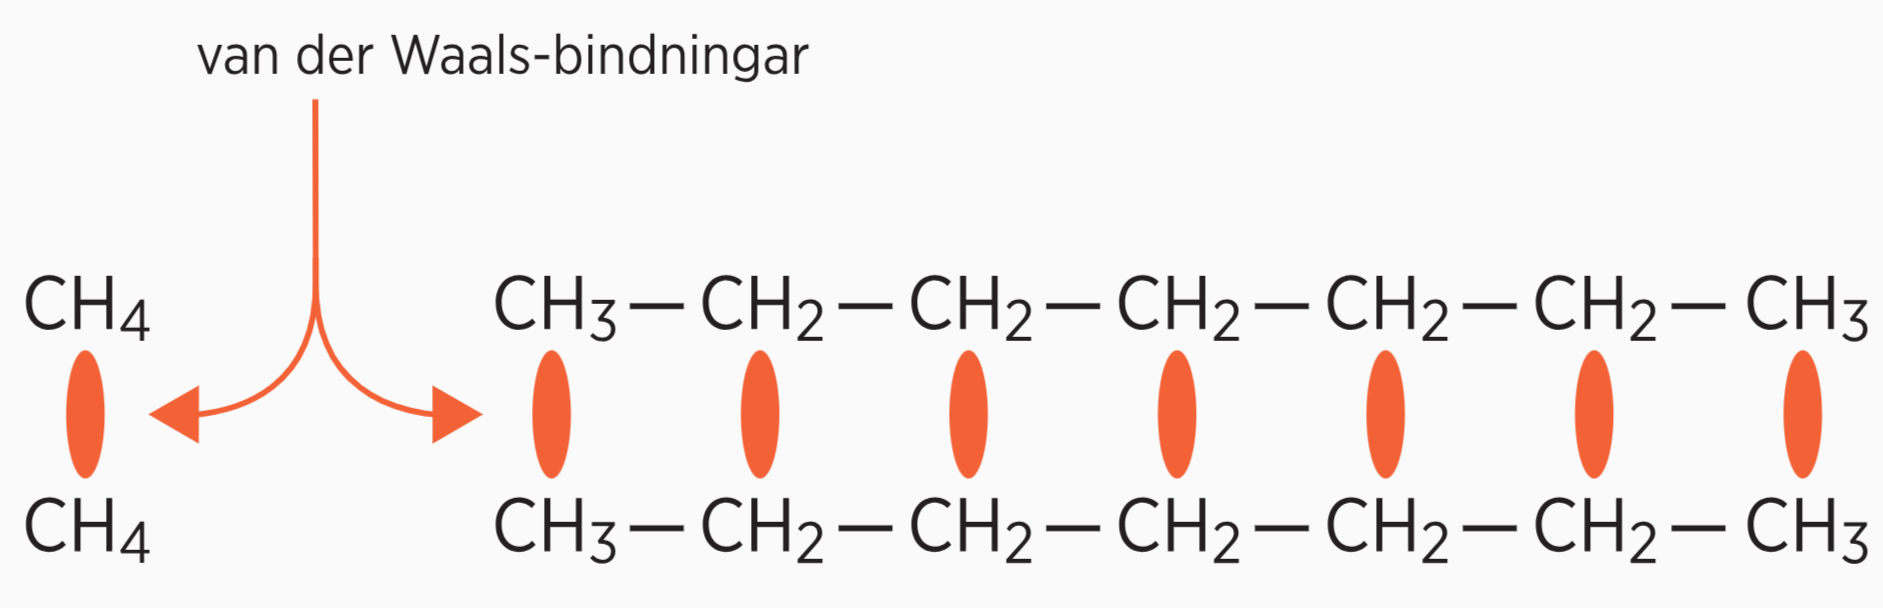 van der Waals-bindningar
CH₄ CH₃—CH₂—CH₂—CH₂—CH₂—CH₂—CH₃
CH₄ CH₃—CH₂—CH₂—CH₂—CH₂—CH₂—CH₃